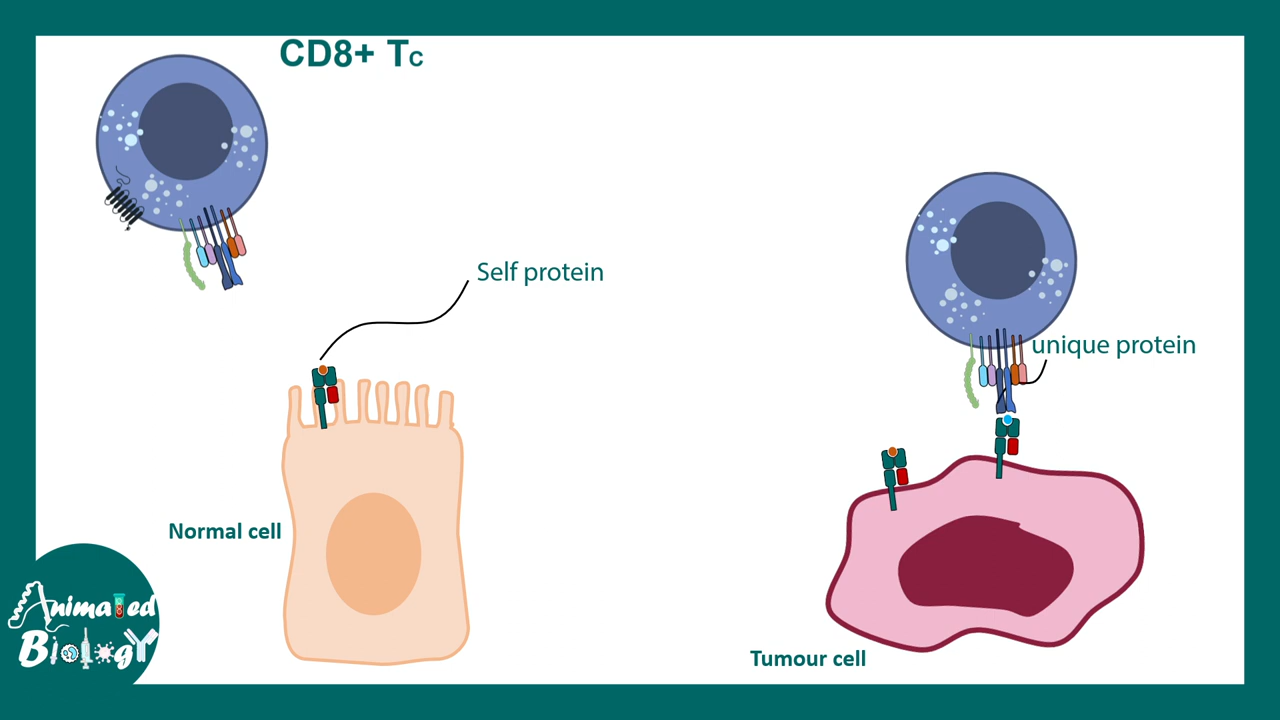 CD8+ Tc
Self protein
unique protein
Normal cell
Tumour cell
Animated
Biology